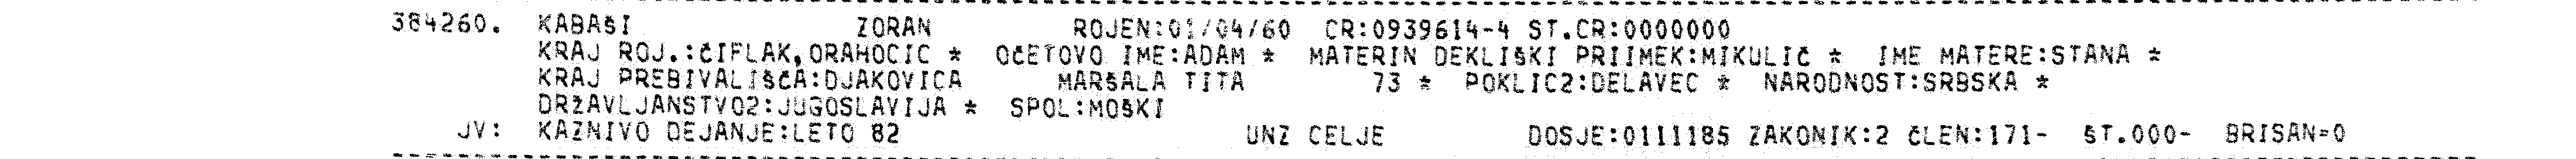 384260. KABAŠI ZORAN ROJEN:01/04/60 CR:0939614-4 ST.CR:0000000
KRAJ ROJ.:ČIFLAK,ORAHOCIC * OČETOVO IME:ADAM * MATERIN DEKLIŠKI PRIIMEK:MIKULIČ * IME MATERE:STANA *
KRAJ PREBIVALIŠČA:DJAKOVICA MARŠALA TITA 73 * POKLIC2:DELAVEC * NARODNOST:SRBSKA *
DRŽAVLJANSTVO2:JUGOSLAVIJA * SPOL:MOŠKI
JV: KAZNIVO DEJANJE:LETO 82 UNZ CELJE DOSJE:0111185 ZAKONIK:2 ČLEN:171- ŠT.000- BRISAN=0